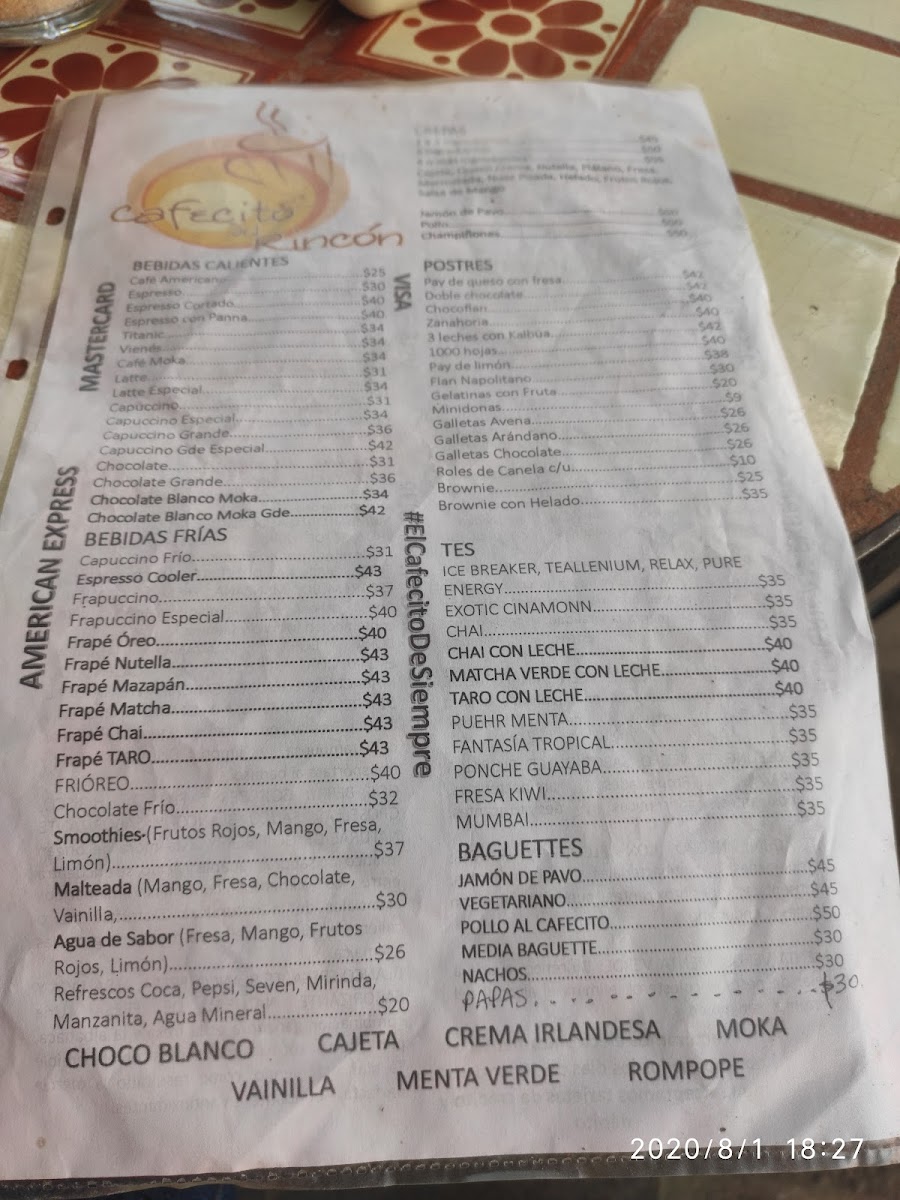 cafecito
Rincón
MASTERCARD
VISA
AMERICAN EXPRESS
#ElCafecitoDeSiempre
BEBIDAS CALIENTES
Café Americano $25
Espresso $30
Espresso Cortado $40
Espresso con Panna $40
Titanic $34
Vienés $34
Café Moka $34
Latte $31
Latte Especial $34
Capuccino $31
Capuccino Especial $34
Capuccino Grande $36
Capuccino Gde Especial $42
Chocolate $31
Chocolate Grande $36
Chocolate Blanco Moka $34
Chocolate Blanco Moka Gde $42
BEBIDAS FRÍAS
Capuccino Frío $31
Espresso Cooler $43
Frapuccino $37
Frapuccino Especial $40
Frapé Óreo $40
Frapé Nutella $43
Frapé Mazapán $43
Frapé Matcha $43
Frapé Chai $43
Frapé TARO $43
FRIÓREO $40
Chocolate Frío $32
Smoothies (Frutos Rojos, Mango, Fresa,
Limón) $37
Malteada (Mango, Fresa, Chocolate,
Vainilla, $30
Agua de Sabor (Fresa, Mango, Frutos
Rojos, Limón) $26
Refrescos Coca, Pepsi, Seven, Mirinda,
Manzanita, Agua Mineral $20
CREPAS
Jamón de Pavo
Pollo
Champiñones
POSTRES
Pay de queso con fresa $42
Doble chocolate $42
Chocoflan $40
Zanahoria $40
3 leches con Kalhúa $42
1000 hojas $40
Pay de limón $38
Flan Napolitano $30
Gelatinas con Fruta $20
Minidonas $9
Galletas Avena $26
Galletas Arándano $26
Galletas Chocolate $26
Roles de Canela c/u $10
Brownie $25
Brownie con Helado $35
TES
ICE BREAKER, TEALLENIUM, RELAX, PURE
ENERGY $35
EXOTIC CINAMONN $35
CHAI $35
CHAI CON LECHE $40
MATCHA VERDE CON LECHE $40
TARO CON LECHE $40
PUEHR MENTA $35
FANTASÍA TROPICAL $35
PONCHE GUAYABA $35
FRESA KIWI $35
MUMBAI $35
BAGUETTES
JAMÓN DE PAVO $45
VEGETARIANO $45
POLLO AL CAFECITO $50
MEDIA BAGUETTE $30
NACHOS $30
PAPAS $30
CHOCO BLANCO CAJETA CREMA IRLANDESA MOKA
VAINILLA MENTA VERDE ROMPOPE
2020/8/1 18:27